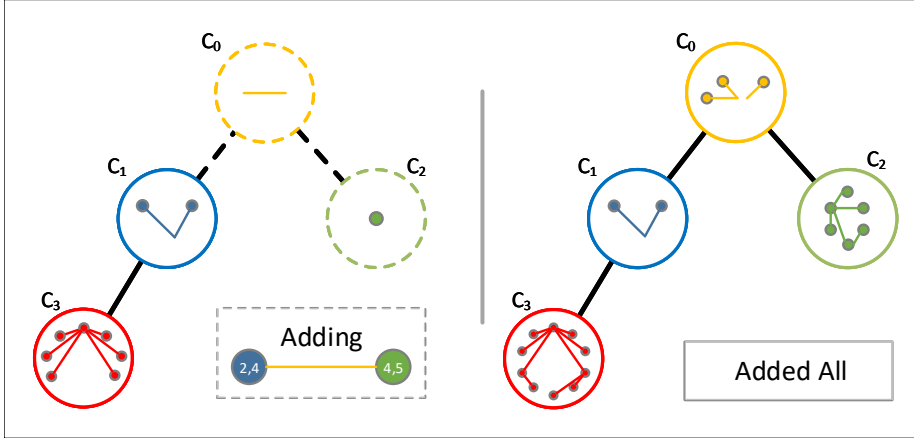 C₀
C₁
C₂
C₃
Adding
2,4
4,5
C₀
C₂
C₁
C₃
Added All